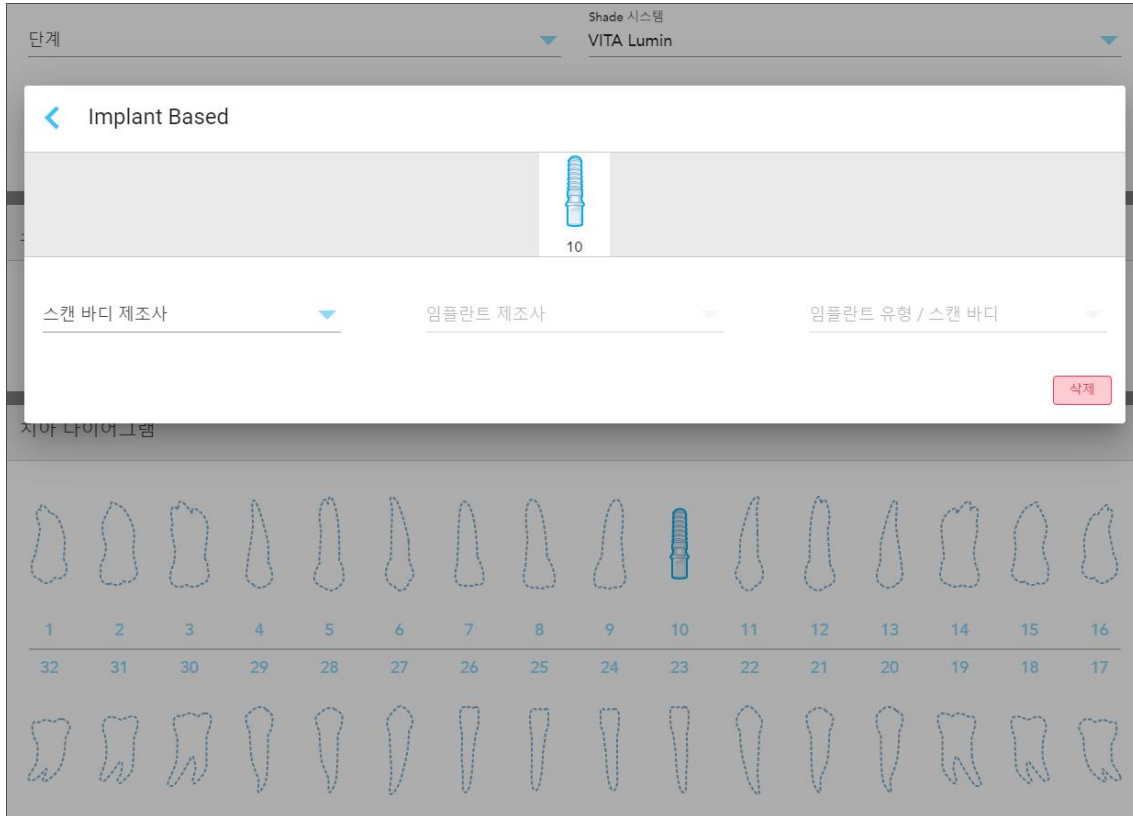 Shade 시스템
단계
VITA Lumin
Implant Based
10
스캔 바디 제조사
임플란트 제조사
임플란트 유형 / 스캔 바디
삭제
치아 다이어그램
1 2 3 4 5 6 7 8 9 10 11 12 13 14 15 16
32 31 30 29 28 27 26 25 24 23 22 21 20 19 18 17